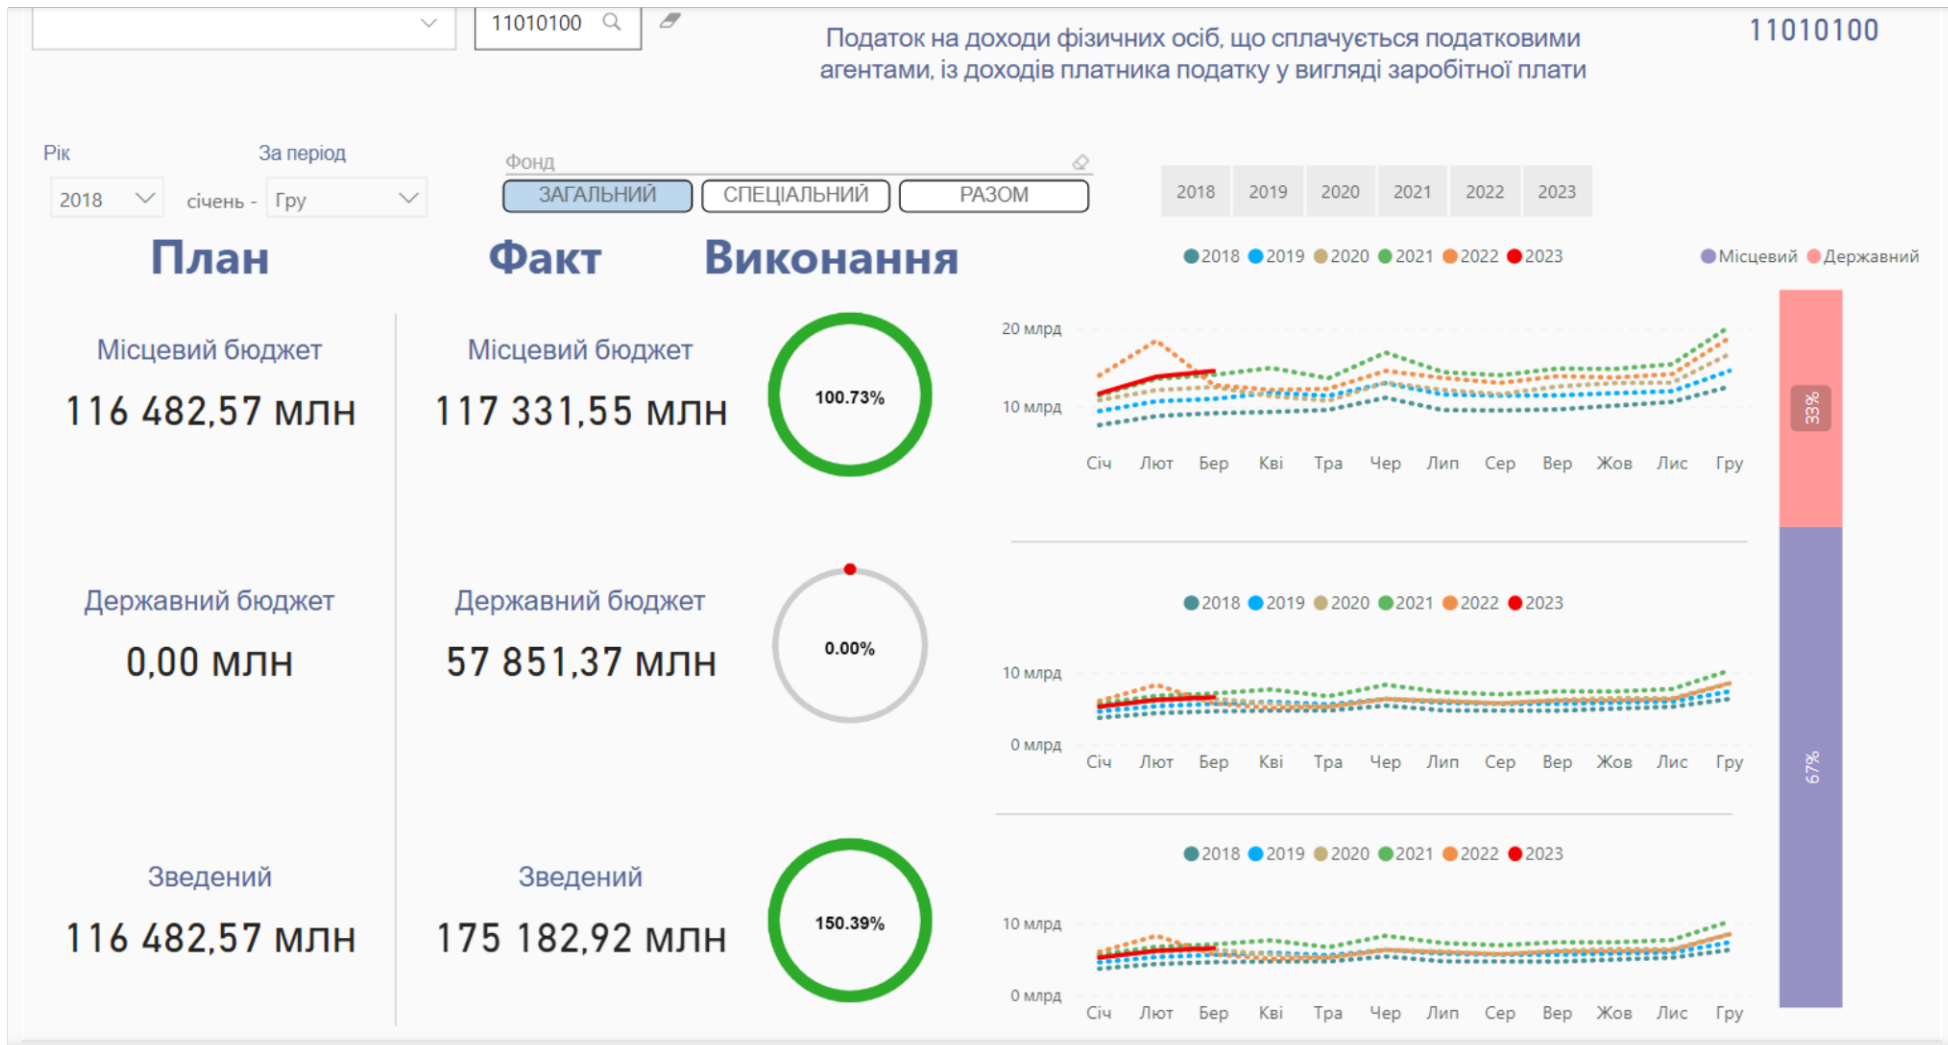 11010100
Податок на доходи фізичних осіб, що сплачується податковими
агентами, із доходів платника податку у вигляді заробітної плати
11010100
Рік
За період
2018
січень -
Гру
Фонд
ЗАГАЛЬНИЙ
СПЕЦІАЛЬНИЙ
РАЗОМ
2018 2019 2020 2021 2022 2023
План Факт Виконання
2018 2019 2020 2021 2022 2023
Місцевий Державний
Місцевий бюджет
116 482,57 млн
Місцевий бюджет
117 331,55 млн
100.73%
20 млрд
10 млрд
Січ Лют Бер Кві Тра Чер Лип Сер Вер Жов Лис Гру
33%
Державний бюджет
0,00 млн
Державний бюджет
57 851,37 млн
0.00%
2018 2019 2020 2021 2022 2023
10 млрд
0 млрд
Січ Лют Бер Кві Тра Чер Лип Сер Вер Жов Лис Гру
67%
Зведений
116 482,57 млн
Зведений
175 182,92 млн
150.39%
2018 2019 2020 2021 2022 2023
10 млрд
0 млрд
Січ Лют Бер Кві Тра Чер Лип Сер Вер Жов Лис Гру